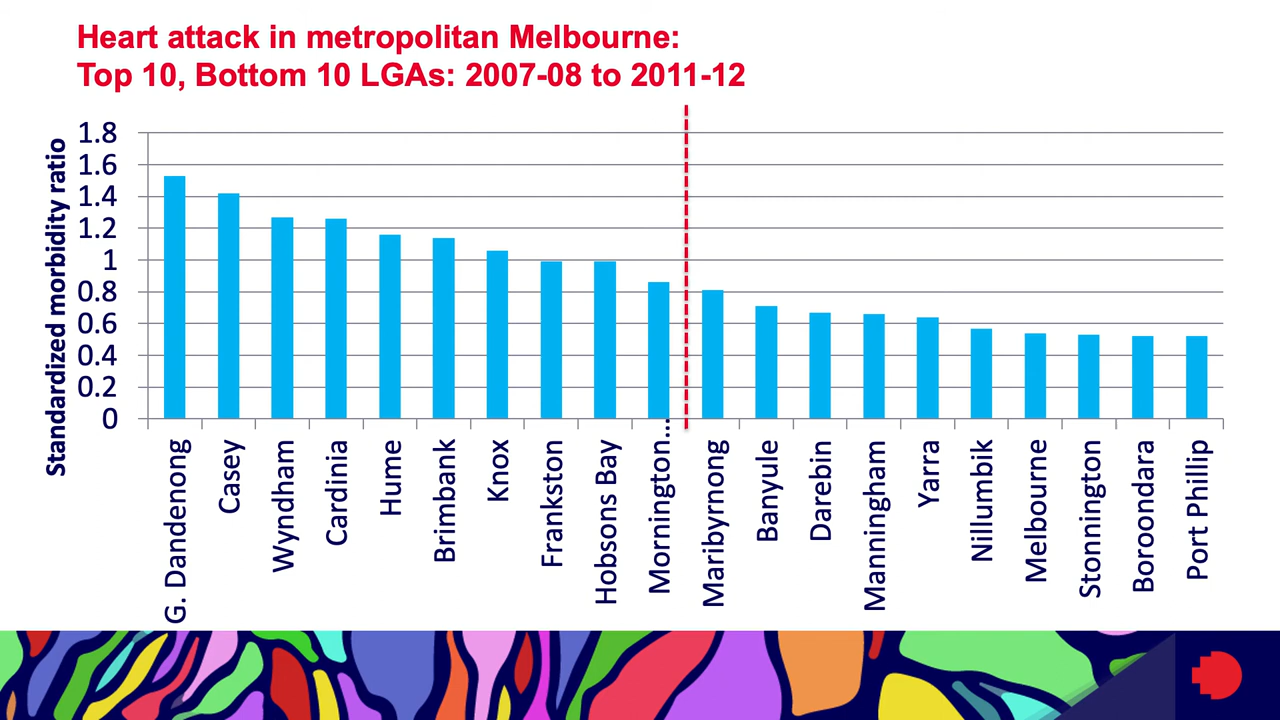 Heart attack in metropolitan Melbourne:
Top 10, Bottom 10 LGAs: 2007-08 to 2011-12
Standardized morbidity ratio
1.8
1.6
1.4
1.2
1
0.8
0.6
0.4
0.2
0
G. Dandenong
Casey
Wyndham
Cardinia
Hume
Brimbank
Knox
Frankston
Hobsons Bay
Mornington...
Maribyrnong
Banyule
Darebin
Manningham
Yarra
Nillumbik
Melbourne
Stonnington
Boroondara
Port Phillip